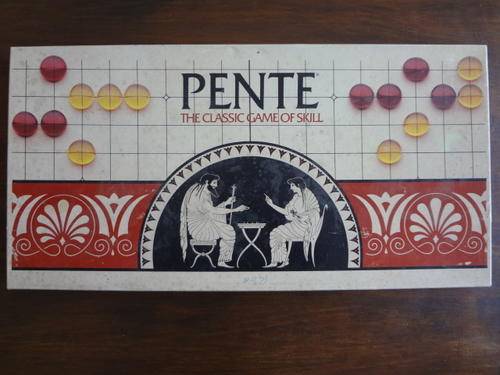 PENTE
THE CLASSIC GAME OF SKILL